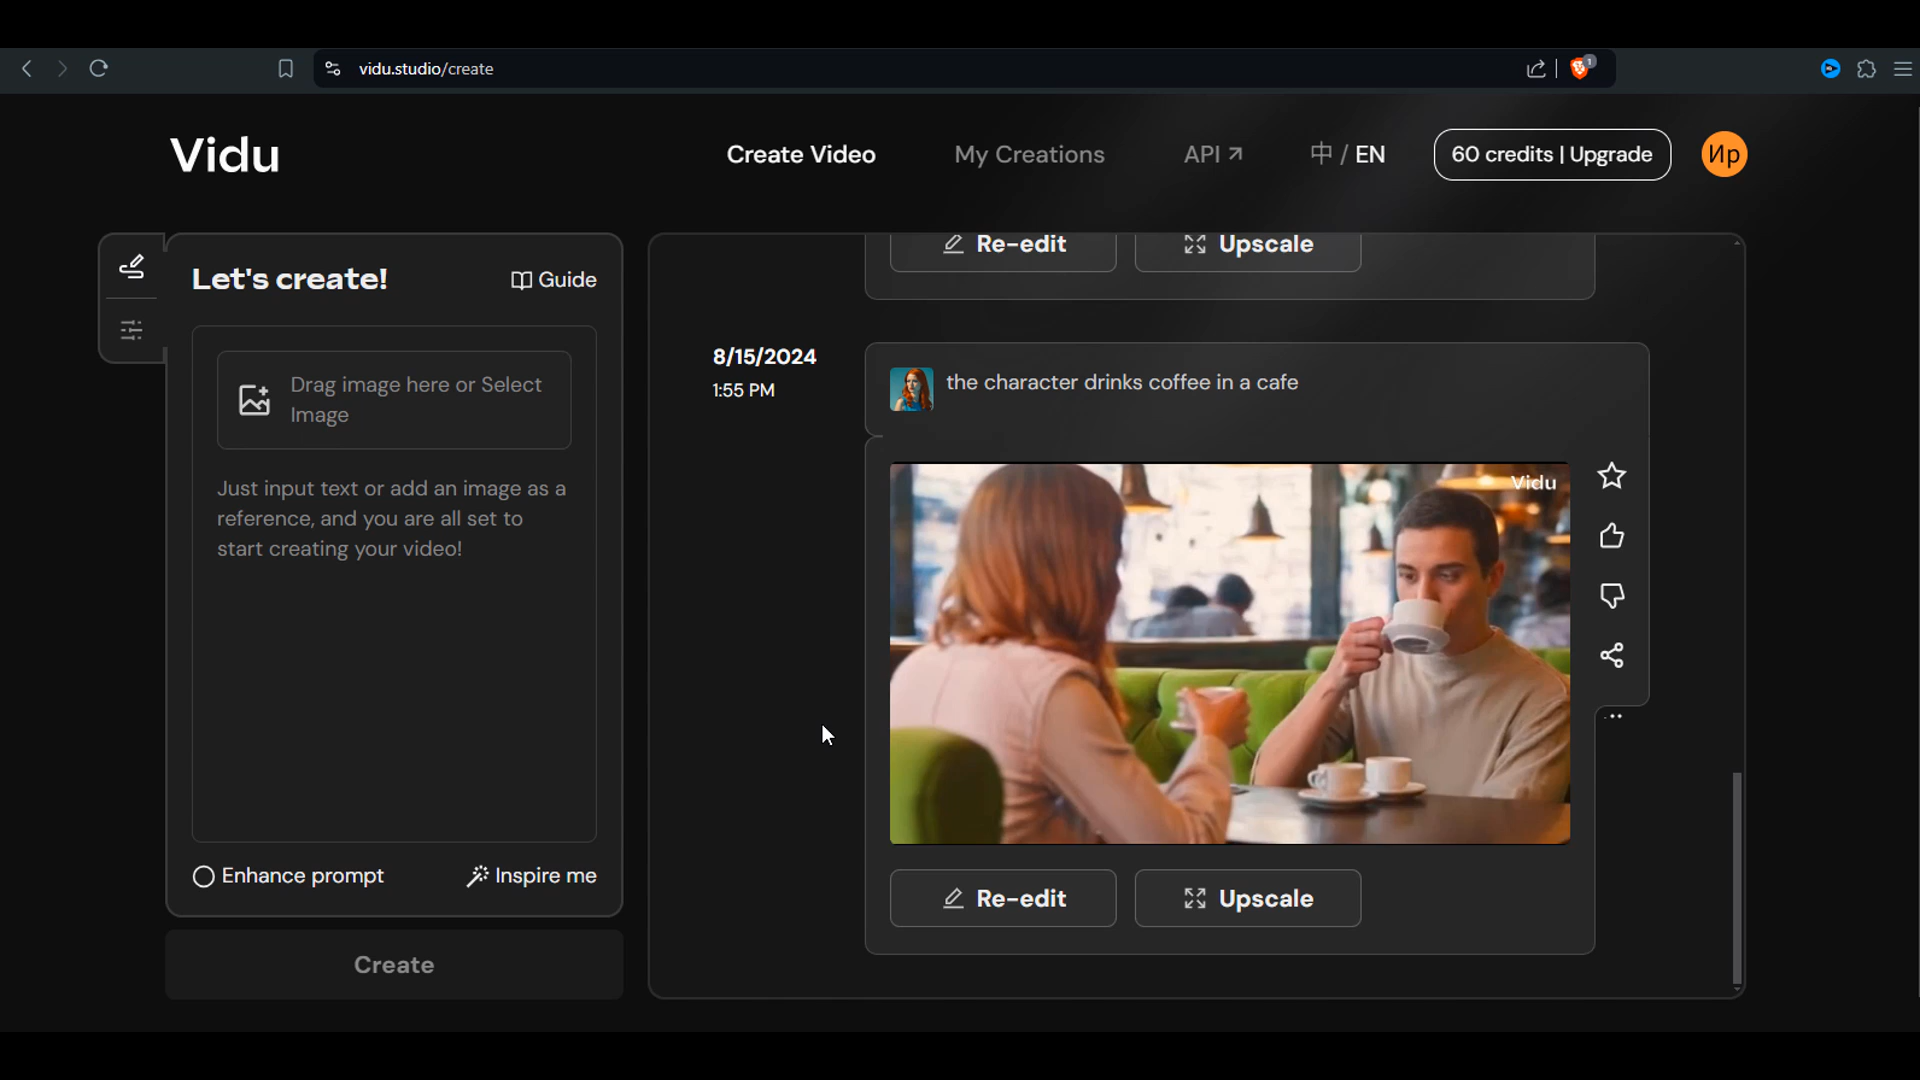 vidu.studio/create
1
Vidu
Create Video
My Creations
API
中 / EN
60 credits | Upgrade
Ир
Let's create!
Guide
Drag image here or Select
Image
Just input text or add an image as a
reference, and you are all set to
start creating your video!
Enhance prompt
Inspire me
Create
Re-edit
Upscale
8/15/2024
1:55 PM
the character drinks coffee in a cafe
Vidu
Re-edit
Upscale